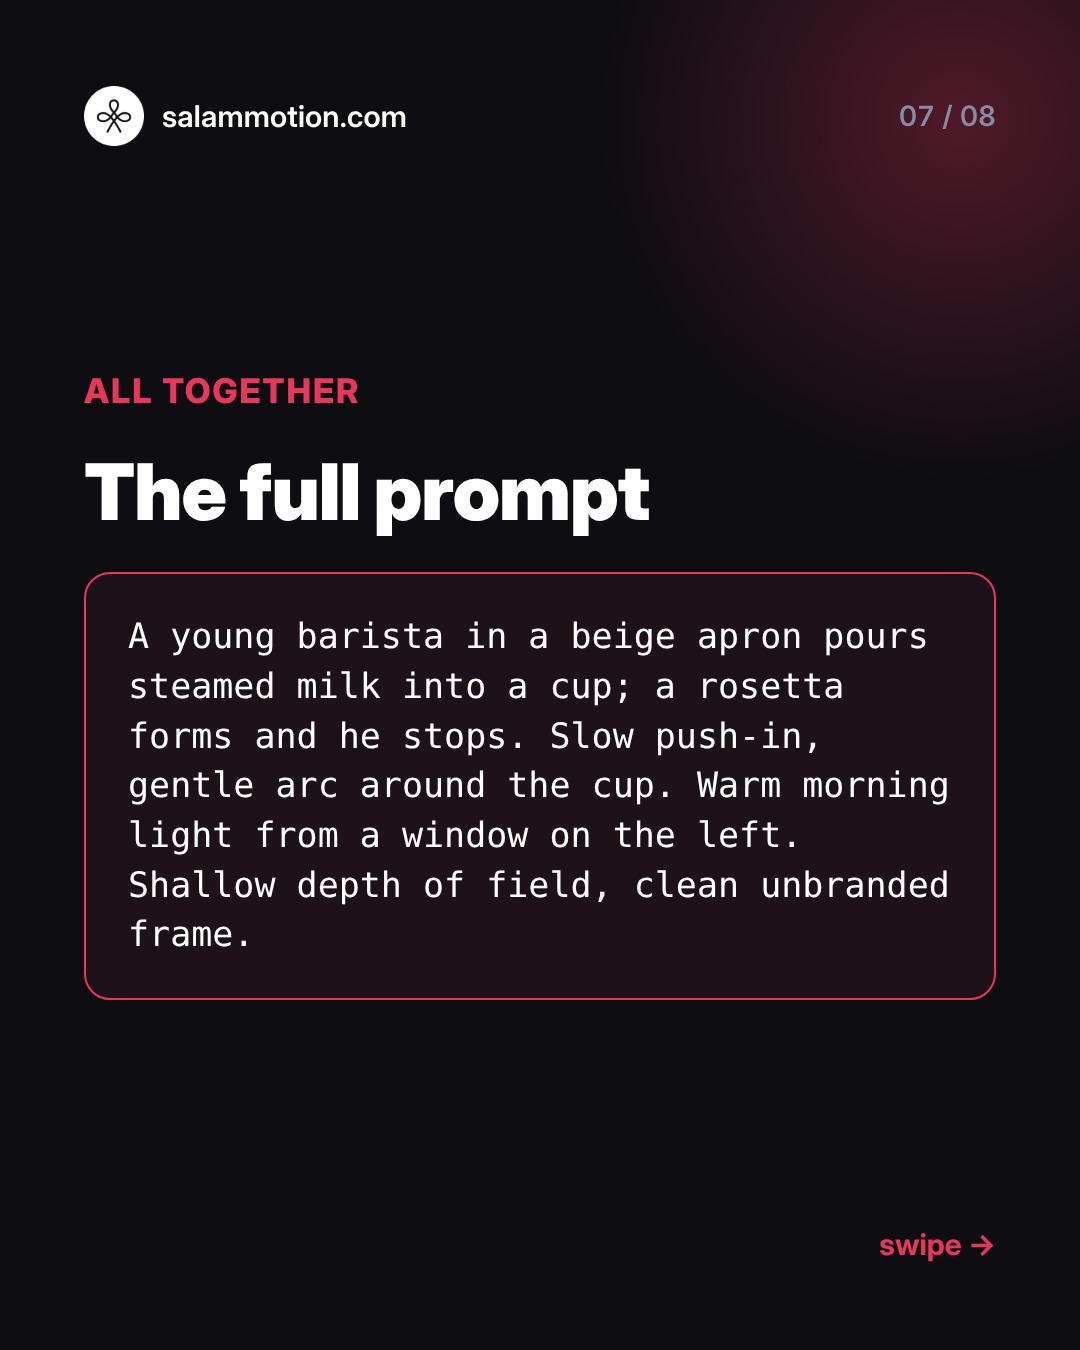 salammotion.com
07 / 08
ALL TOGETHER
The full prompt
A young barista in a beige apron pours
steamed milk into a cup; a rosetta
forms and he stops. Slow push-in,
gentle arc around the cup. Warm morning
light from a window on the left.
Shallow depth of field, clean unbranded
frame.
swipe →